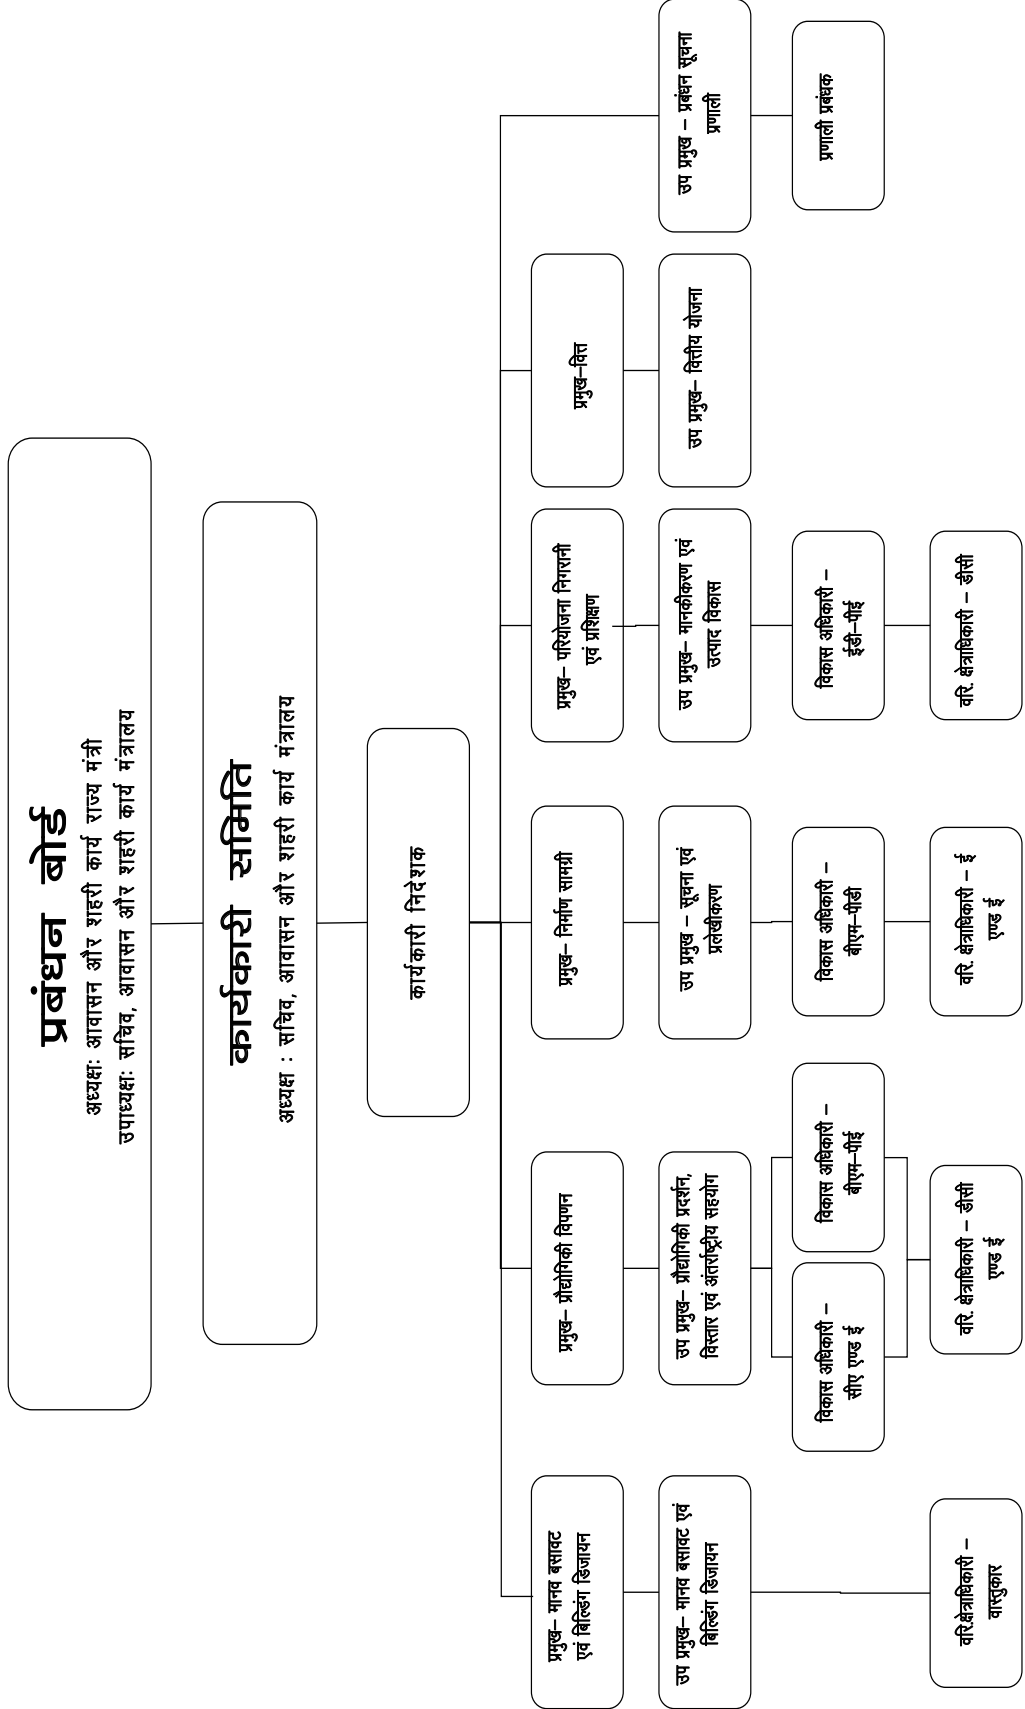 प्रबंधन बोर्ड
अध्यक्षः आवासन और शहरी कार्य राज्य मंत्री
उपाध्यक्षः सचिव, आवासन और शहरी कार्य मंत्रालय
कार्यकारी समिति
अध्यक्ष : सचिव, आवासन और शहरी कार्य मंत्रालय
कार्यकारी निदेशक
प्रमुख– मानव बसावट
एवं बिल्डिंग डिजायन
प्रमुख– प्रौद्योगिकी विपणन
प्रमुख– निर्माण सामग्री
प्रमुख– परियोजना निगरानी
एवं प्रशिक्षण
प्रमुख–वित्त
उप प्रमुख– मानव बसावट एवं
बिल्डिंग डिजायन
उप प्रमुख– प्रौद्योगिकी प्रदर्शन,
विस्तार एवं अंतर्राष्ट्रीय सहयोग
उप प्रमुख – सूचना एवं
प्रलेखीकरण
उप प्रमुख– मानकीकरण एवं
उत्पाद विकास
उप प्रमुख– वित्तीय योजना
उप प्रमुख – प्रबंधन सूचना
प्रणाली
विकास अधिकारी –
सीए एण्ड ई
विकास अधिकारी –
बीएम–पीई
विकास अधिकारी –
बीएम–पीडी
विकास अधिकारी –
ईडी–पीई
प्रणाली प्रबंधक
वरि.क्षेत्राधिकारी –
वास्तुकार
वरि. क्षेत्राधिकारी – डीसी
एण्ड ई
वरि. क्षेत्राधिकारी – ई
एण्ड ई
वरि. क्षेत्राधिकारी – डीसी